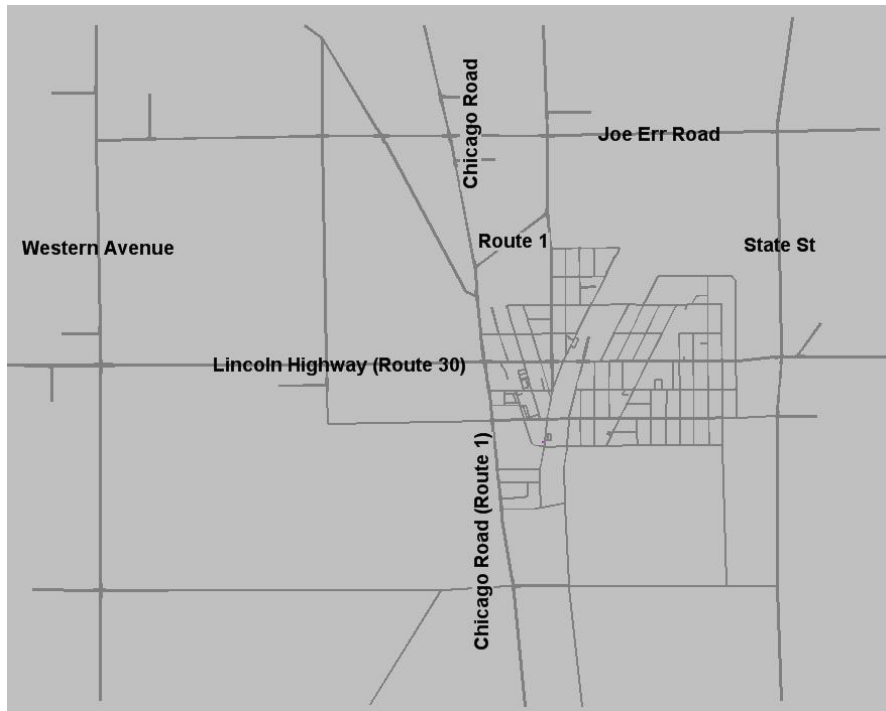 Chicago Road
Joe Err Road
Western Avenue
Route 1
State St
Lincoln Highway (Route 30)
Chicago Road (Route 1)